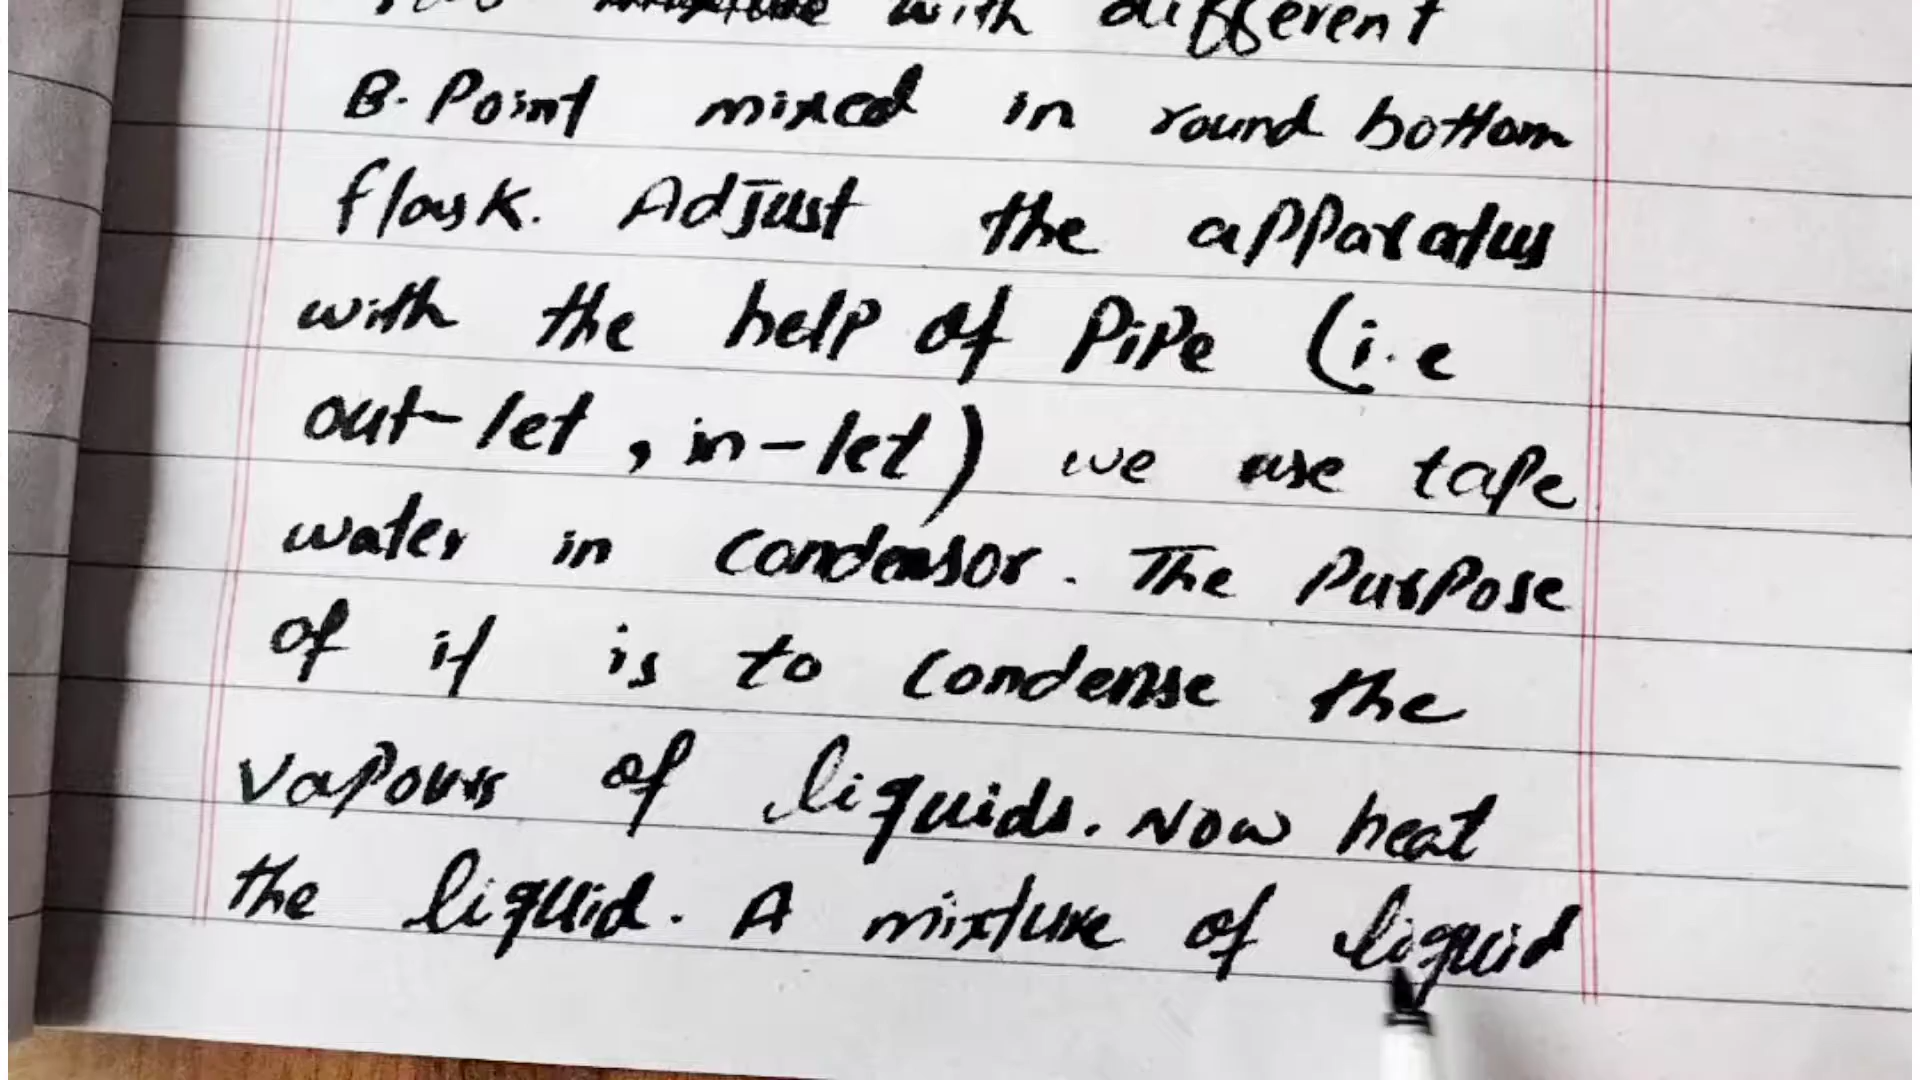 with different
B. Point mixed in round bottom
flask. Adjust the apparatus
with the help of PiPe (i.e
out-let, in-let) we use tape
water in condensor. The PurPose
of it is to condense the
vapours of liquids. Now heat
the liquid. A mixture of liquid